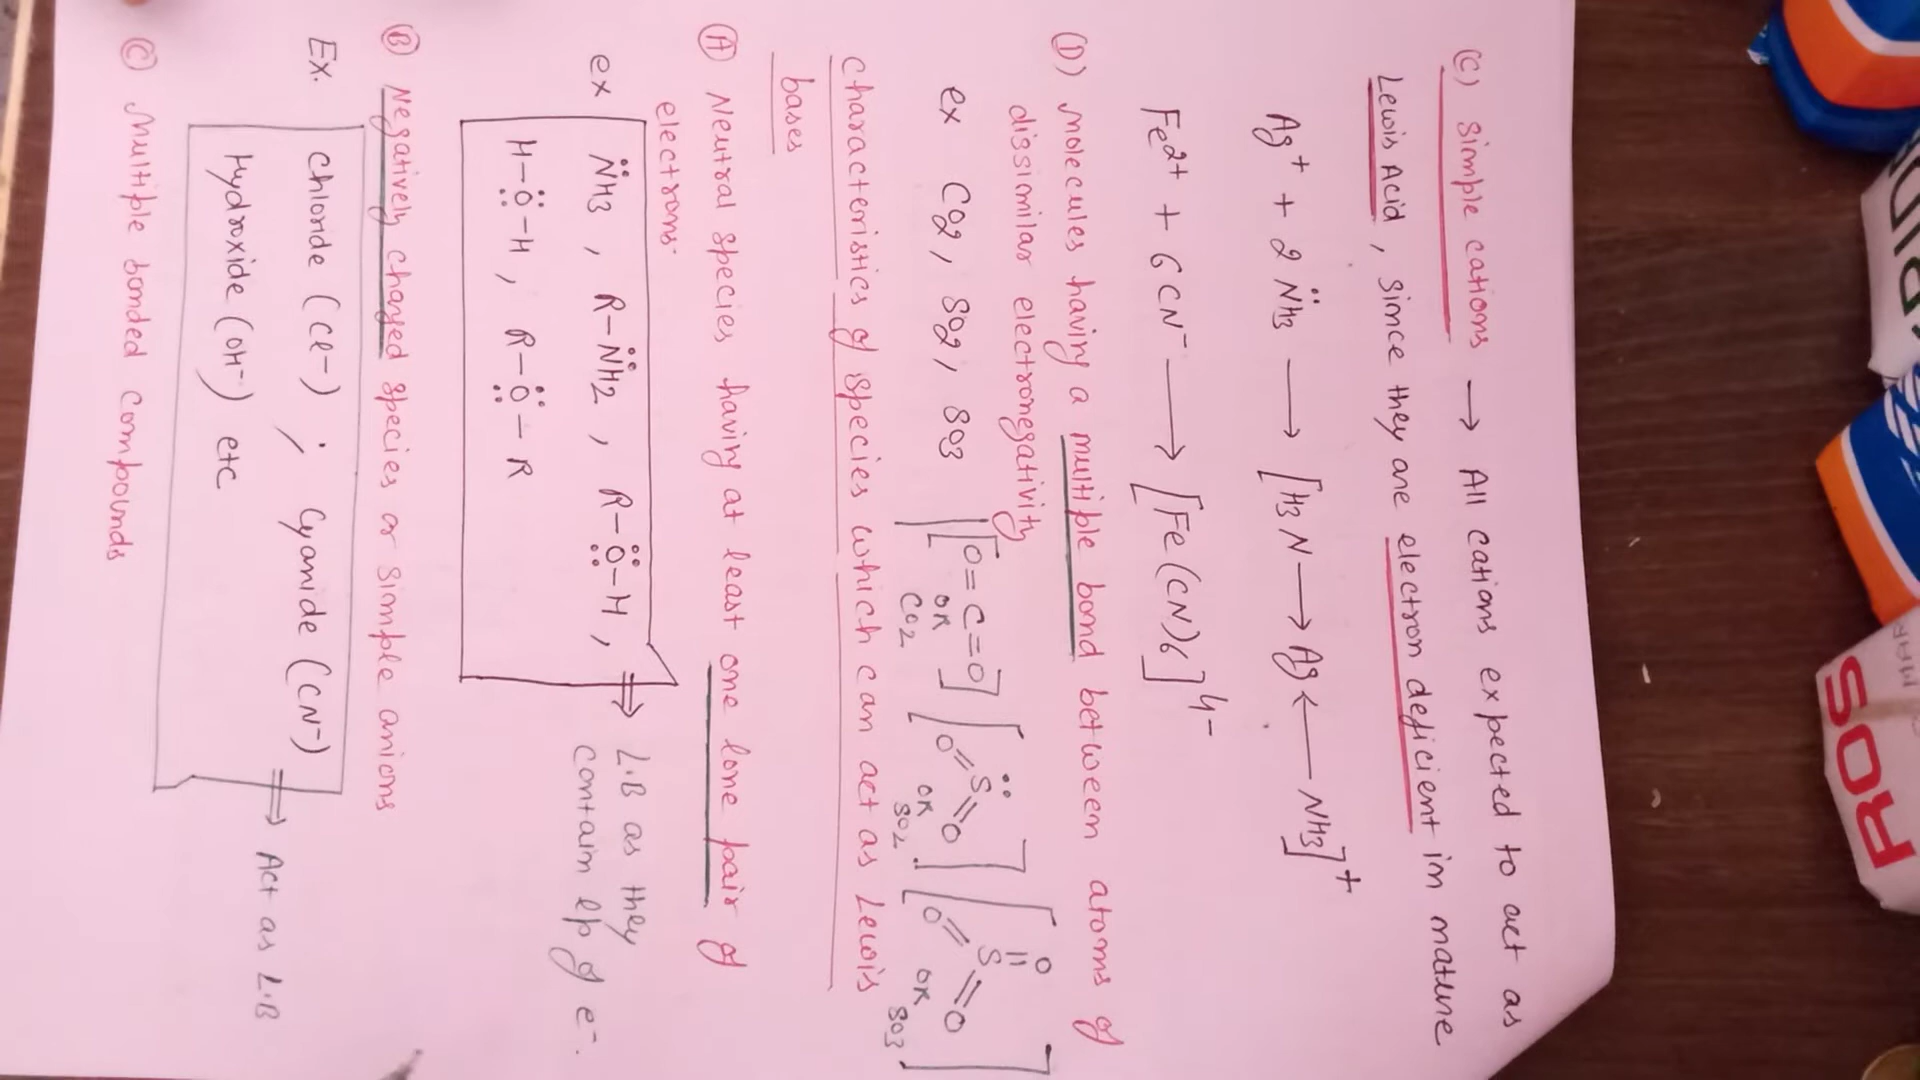 (C) Simple cations → All cations expected to act as
Lewis Acid, since they are electron deficient in nature
Ag+ + 2 N̈H3 → [H3N→Ag←NH3]+
Fe2+ + 6CN- → [Fe(CN)6]4-
(D) Molecules having a multiple bond between atoms of
dissimilar electronegativity
ex CO2, SO2, SO3 [O=C=O] [O=S̈=O] [O=S=O]
O
OR OR OR
CO2 SO2 SO3
Characteristics of species which can act as Lewis
bases
(A) Neutral species having at least one lone pair of
electrons.
ex N̈H3, R-N̈H2, R-Ö-H, ⇒ L.B as they
H-Ö-H, R-Ö-R contain lp of e-.
(B) Negatively charged species or simple anions
Ex. Chloride (Cl-) ; Cyanide (CN-) ⇒ Act as L.B
Hydroxide (OH-) etc
(C) Multiple bonded compounds
ROS